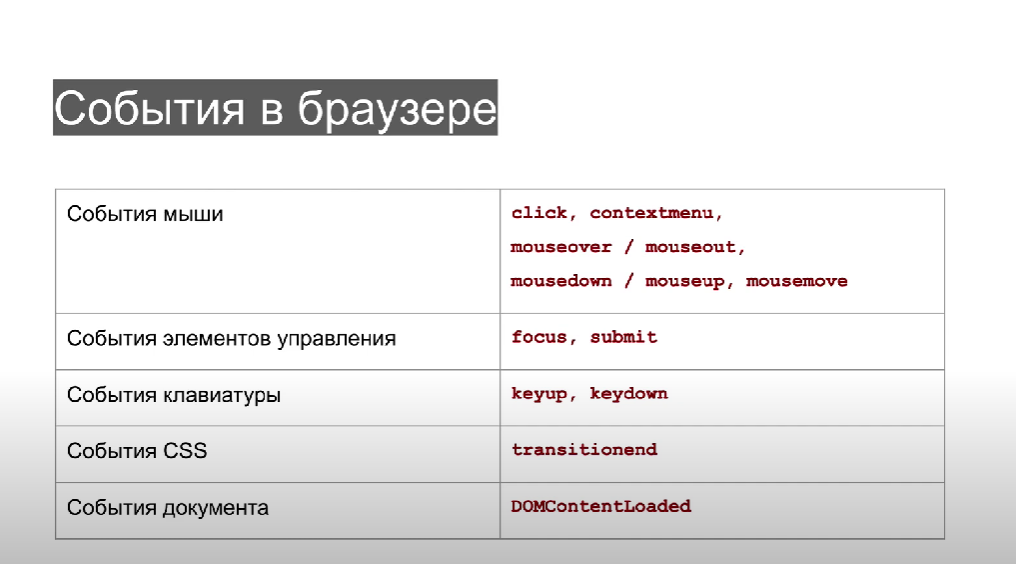 События в браузере
События мыши
click, contextmenu,
mouseover / mouseout,
mousedown / mouseup, mousemove
События элементов управления
focus, submit
События клавиатуры
keyup, keydown
События CSS
transitionend
События документа
DOMContentLoaded